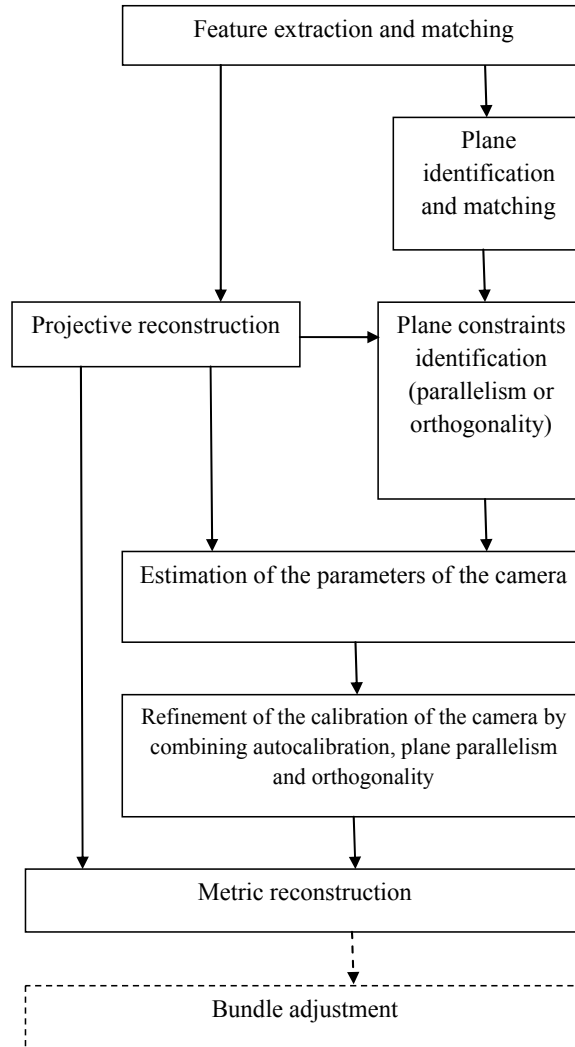 Feature extraction and matching
Plane
identification
and matching
Projective reconstruction
Plane constraints
identification
(parallelism or
orthogonality)
Estimation of the parameters of the camera
Refinement of the calibration of the camera by
combining autocalibration, plane parallelism
and orthogonality
Metric reconstruction
Bundle adjustment